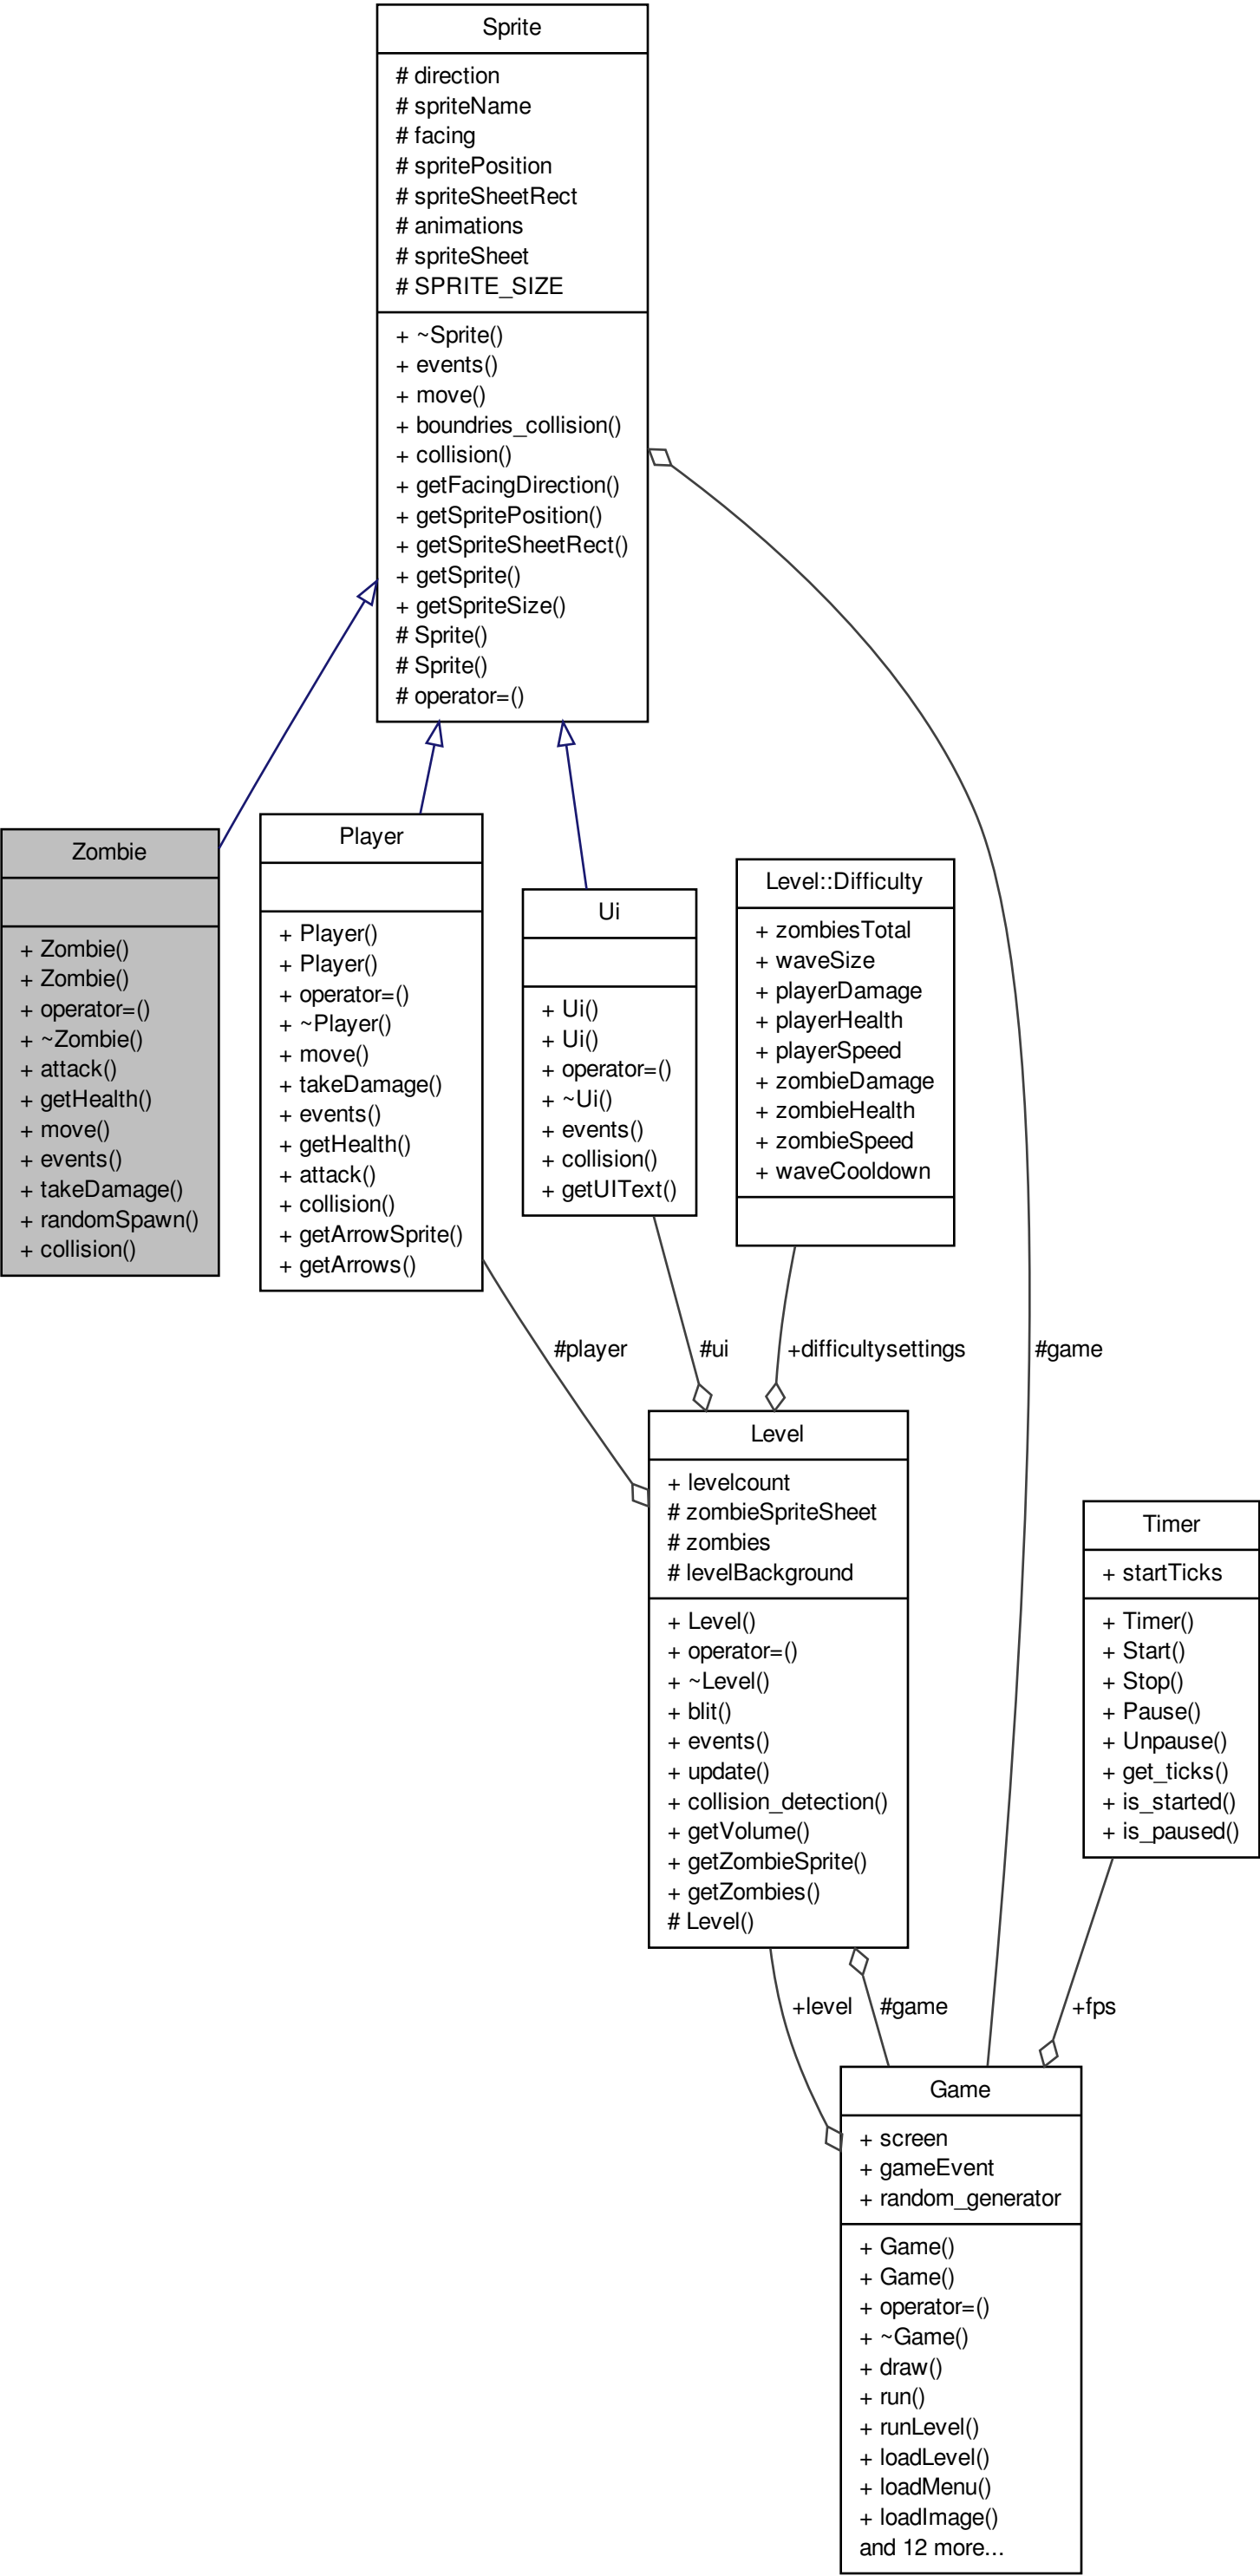 Sprite
# direction
# spriteName
# facing
# spritePosition
# spriteSheetRect
# animations
# spriteSheet
# SPRITE_SIZE
+ ~Sprite()
+ events()
+ move()
+ boundries_collision()
+ collision()
+ getFacingDirection()
+ getSpritePosition()
+ getSpriteSheetRect()
+ getSprite()
+ getSpriteSize()
# Sprite()
# Sprite()
# operator=()
Zombie
+ Zombie()
+ Zombie()
+ operator=()
+ ~Zombie()
+ attack()
+ getHealth()
+ move()
+ events()
+ takeDamage()
+ randomSpawn()
+ collision()
Player
+ Player()
+ Player()
+ operator=()
+ ~Player()
+ move()
+ takeDamage()
+ events()
+ getHealth()
+ attack()
+ collision()
+ getArrowSprite()
+ getArrows()
Ui
+ Ui()
+ Ui()
+ operator=()
+ ~Ui()
+ events()
+ collision()
+ getUIText()
Level::Difficulty
+ zombiesTotal
+ waveSize
+ playerDamage
+ playerHealth
+ playerSpeed
+ zombieDamage
+ zombieHealth
+ zombieSpeed
+ waveCooldown
#player
#ui
+difficultysettings
#game
Level
+ levelcount
# zombieSpriteSheet
# zombies
# levelBackground
+ Level()
+ operator=()
+ ~Level()
+ blit()
+ events()
+ update()
+ collision_detection()
+ getVolume()
+ getZombieSprite()
+ getZombies()
# Level()
Timer
+ startTicks
+ Timer()
+ Start()
+ Stop()
+ Pause()
+ Unpause()
+ get_ticks()
+ is_started()
+ is_paused()
+level
#game
+fps
Game
+ screen
+ gameEvent
+ random_generator
+ Game()
+ Game()
+ operator=()
+ ~Game()
+ draw()
+ run()
+ runLevel()
+ loadLevel()
+ loadMenu()
+ loadImage()
and 12 more...